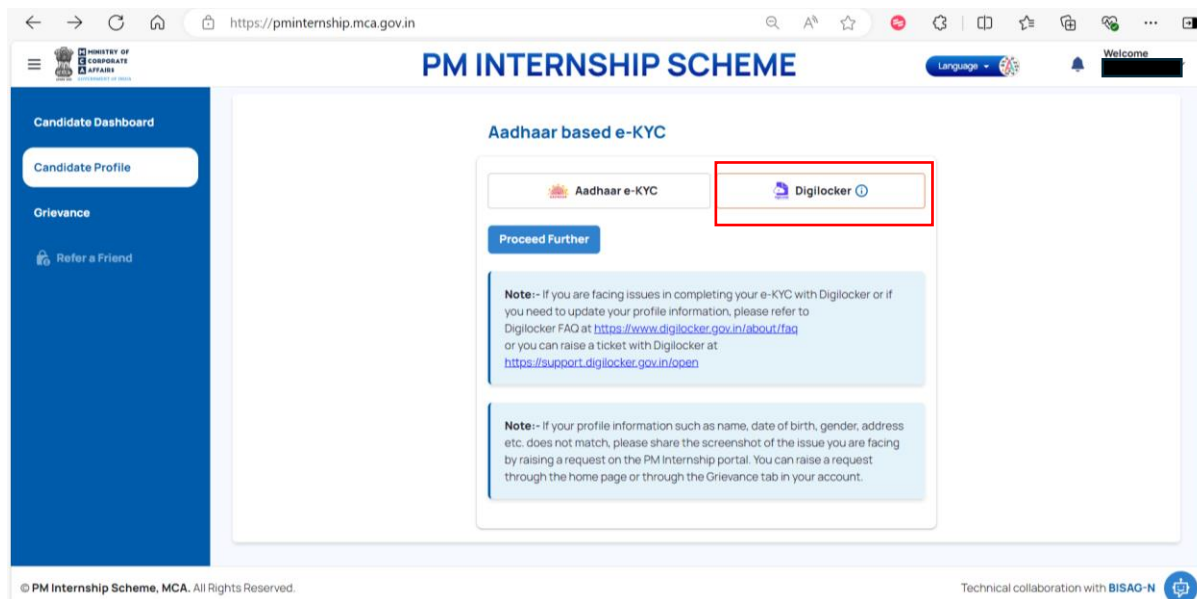 https://pminternship.mca.gov.in
MINISTRY OF
CORPORATE
AFFAIRS
GOVERNMENT OF INDIA
PM INTERNSHIP SCHEME
Language
Welcome
Candidate Dashboard
Candidate Profile
Grievance
Refer a Friend
Aadhaar based e-KYC
Aadhaar e-KYC
Digilocker
Proceed Further
Note:- If you are facing issues in completing your e-KYC with Digilocker or if
you need to update your profile information, please refer to
Digilocker FAQ at https://www.digilocker.gov.in/about/faq
or you can raise a ticket with Digilocker at
https://support.digilocker.gov.in/open
Note:- If your profile information such as name, date of birth, gender, address
etc. does not match, please share the screenshot of the issue you are facing
by raising a request on the PM Internship portal. You can raise a request
through the home page or through the Grievance tab in your account.
© PM Internship Scheme, MCA. All Rights Reserved.
Technical collaboration with BISAG-N